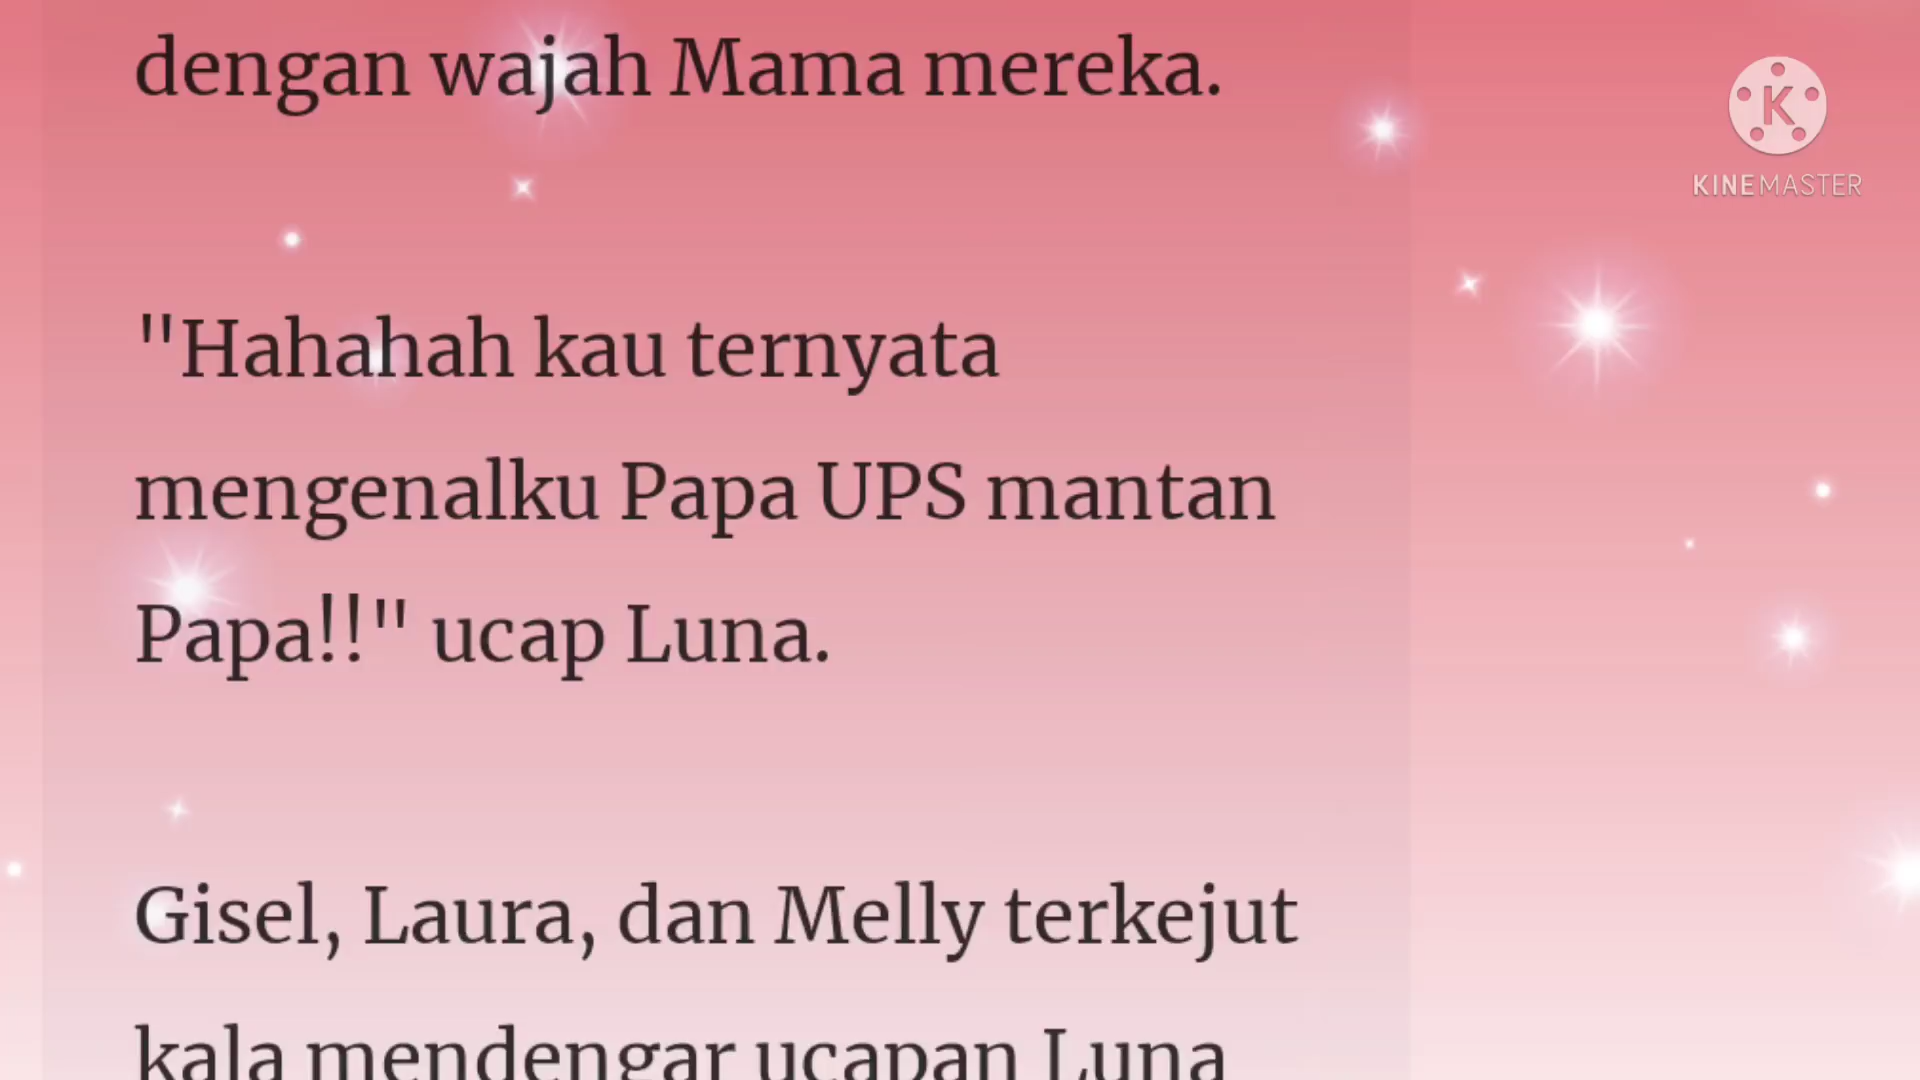 dengan wajah Mama mereka.
K
KINEMASTER
"Hahahah kau ternyata
mengenalku Papa UPS mantan
Papa!!" ucap Luna.
Gisel, Laura, dan Melly terkejut
kala mendengar ucapan Luna